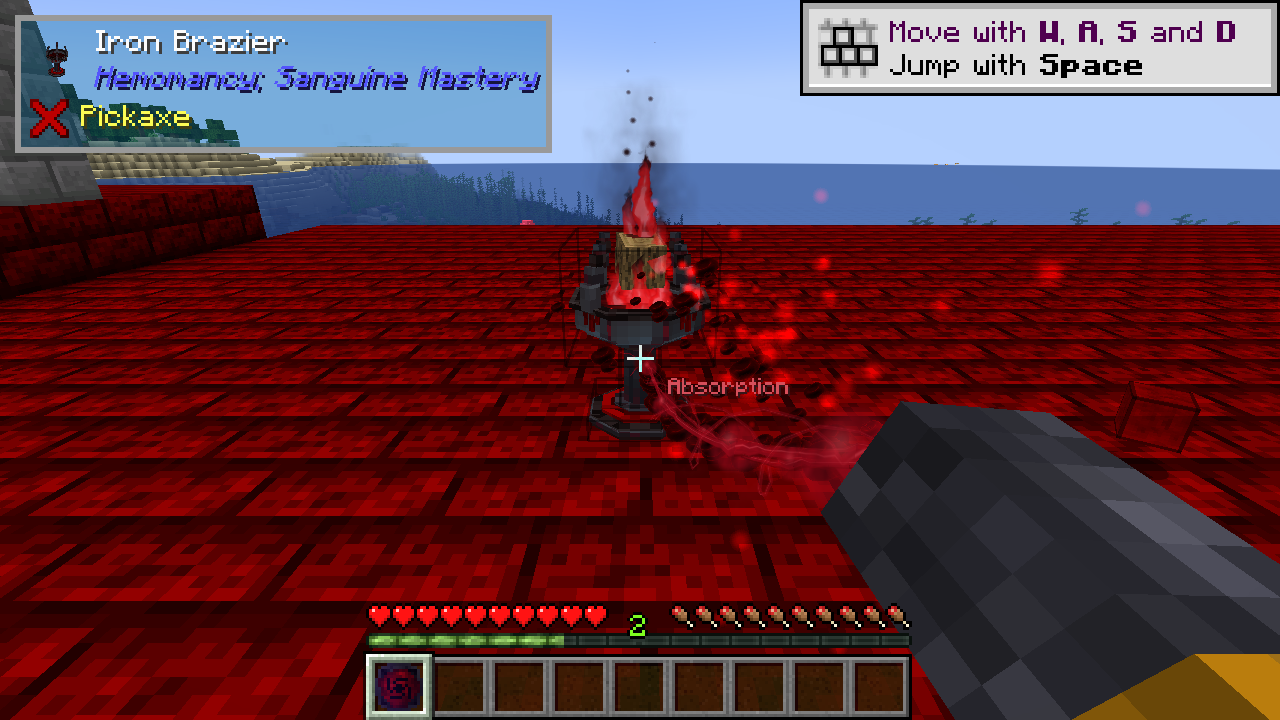 Iron Brazier
Hemomancy; Sanguine Mastery
Pickaxe
Move with W, A, S and D
Jump with Space
Absorption
2